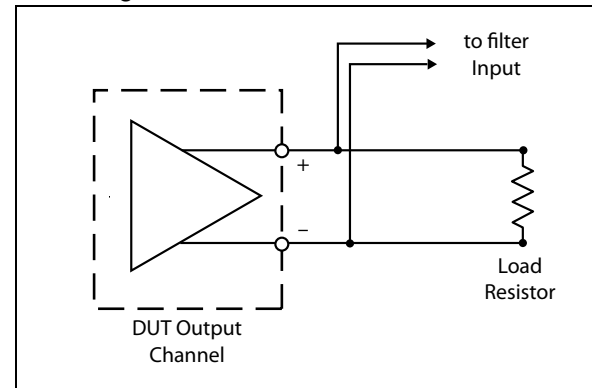 to filter
Input
+
−
Load
Resistor
DUT Output
Channel